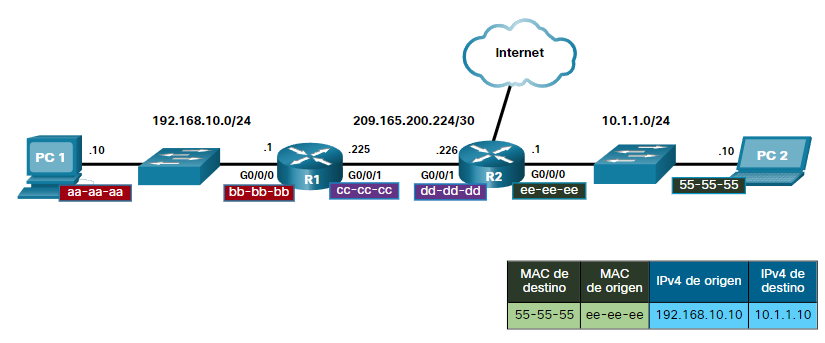 Internet
192.168.10.0/24
209.165.200.224/30
10.1.1.0/24
PC 1
.10
.1
.225
.226
.1
.10
PC 2
G0/0/0
R1
G0/0/1
G0/0/1
R2
G0/0/0
aa-aa-aa
bb-bb-bb
cc-cc-cc
dd-dd-dd
ee-ee-ee
55-55-55
MAC de destino
MAC de origen
IPv4 de origen
IPv4 de destino
55-55-55
ee-ee-ee
192.168.10.10
10.1.1.10